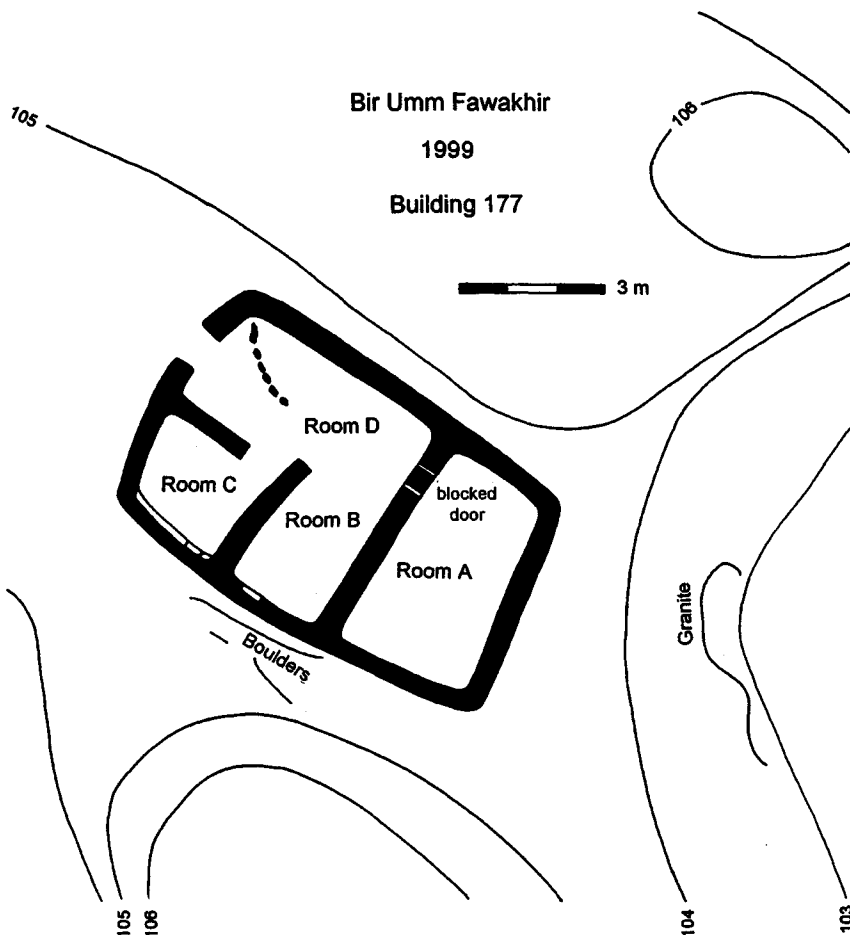 105
Bir Umm Fawakhir
1999
Building 177
106
3 m
Room D
Room C
blocked
door
Room B
Room A
Granite
Boulders
105
106
104
103